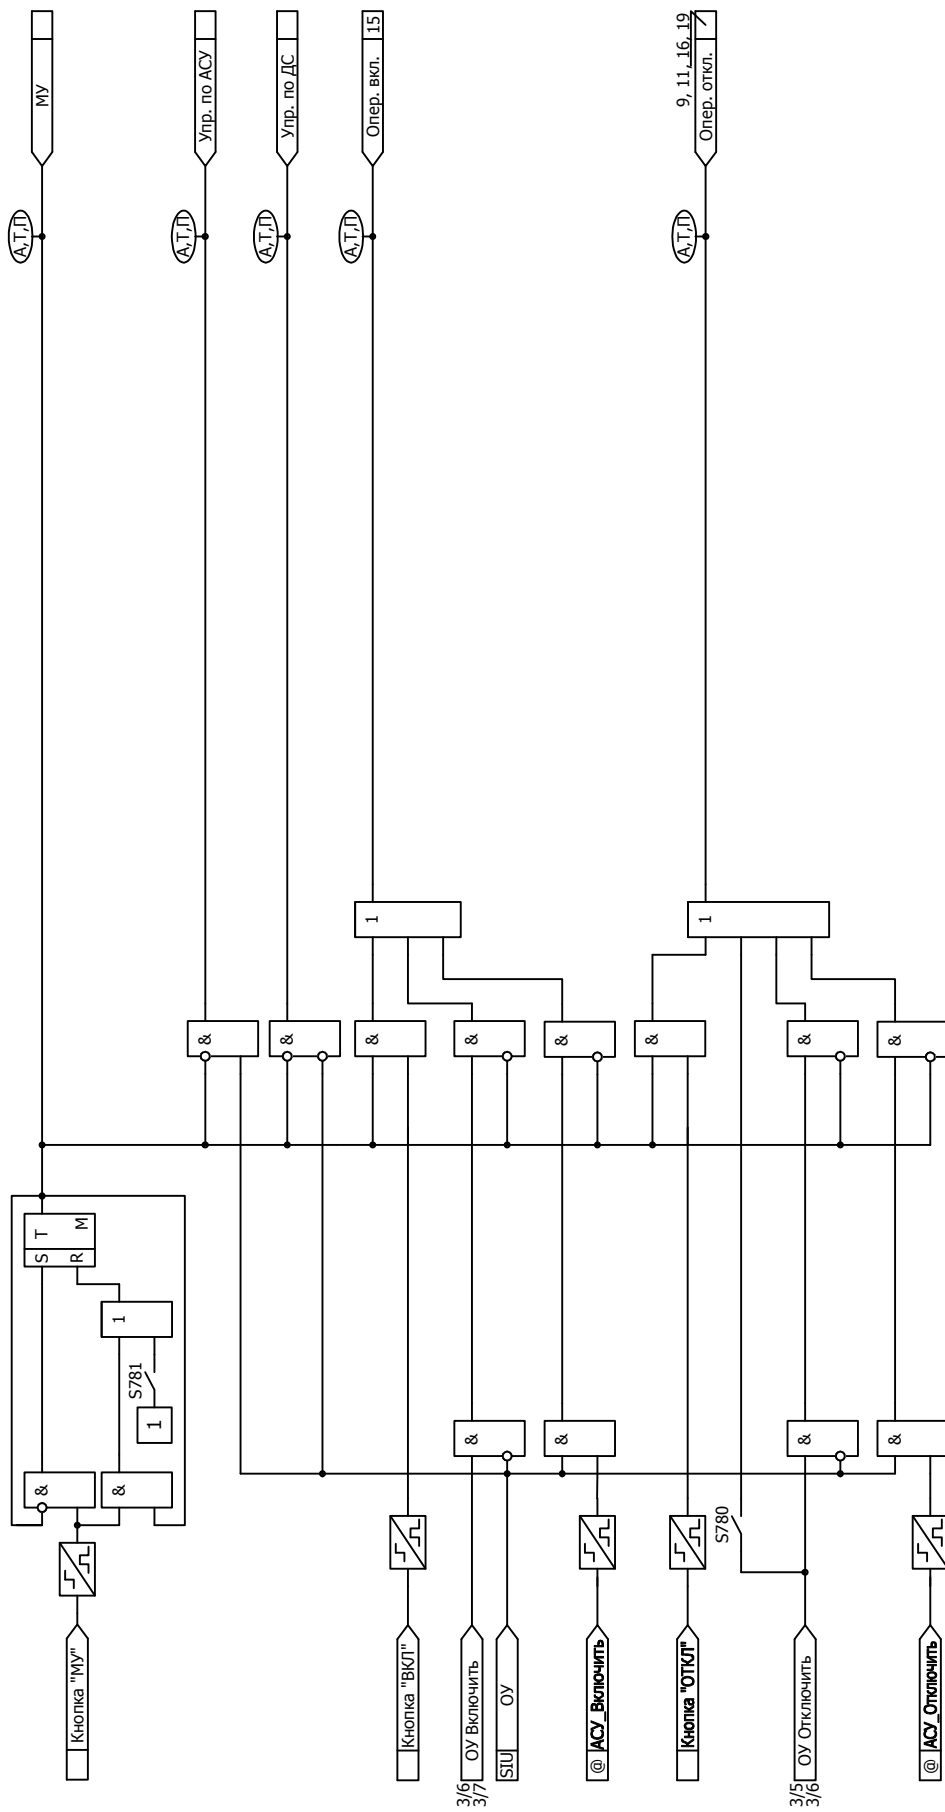 Кнопка "МУ"
&
&
1
S781
1
S T
R M
А,Т,П
МУ
&
А,Т,П
Упр. по АСУ
&
А,Т,П
Упр. по ДС
Кнопка "ВКЛ"
&
1
А,Т,П
Опер. вкл. 15
3/6
3/7
ОУ Включить
&
&
SIU ОУ
@ АСУ_Включить
&
&
Кнопка "ОТКЛ"
&
1
А,Т,П
9, 11, 16, 19
Опер. откл.
S780
3/5
3/6
ОУ Отключить
&
&
@ АСУ_Отключить
&
&